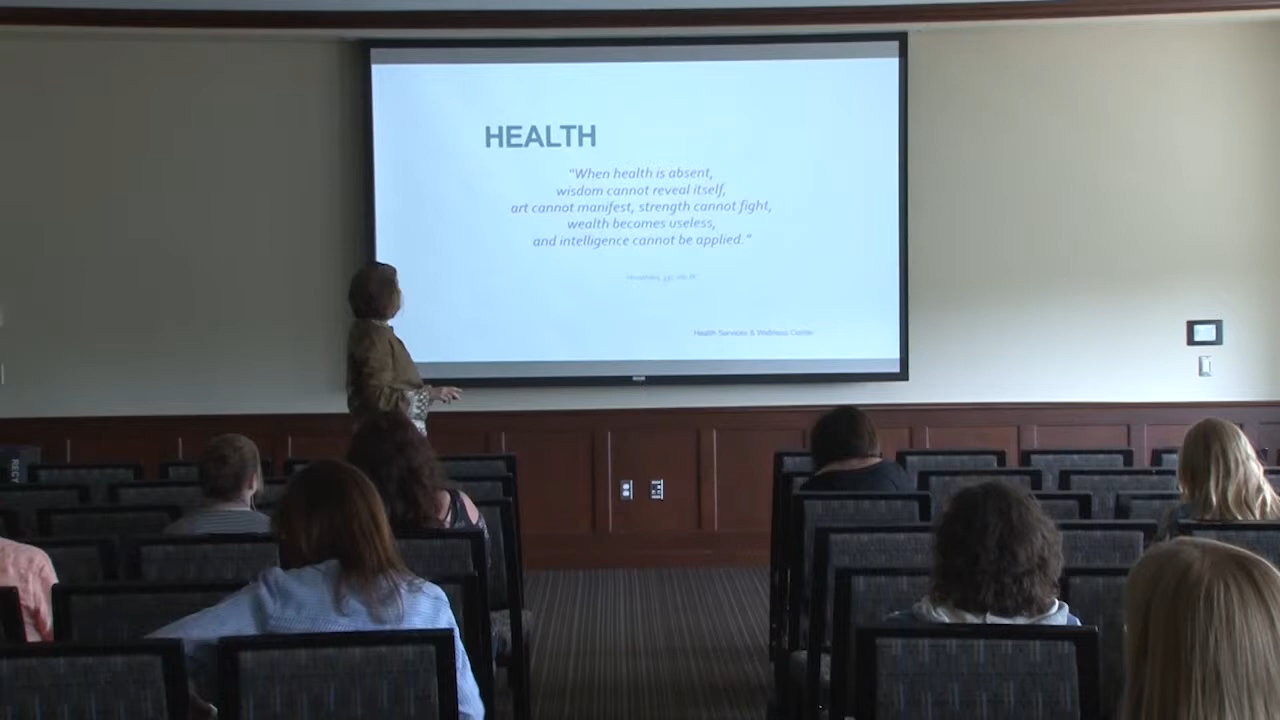 HEALTH
“When health is absent,
wisdom cannot reveal itself,
art cannot manifest, strength cannot fight,
wealth becomes useless,
and intelligence cannot be applied.”
Health Services & Wellness Center